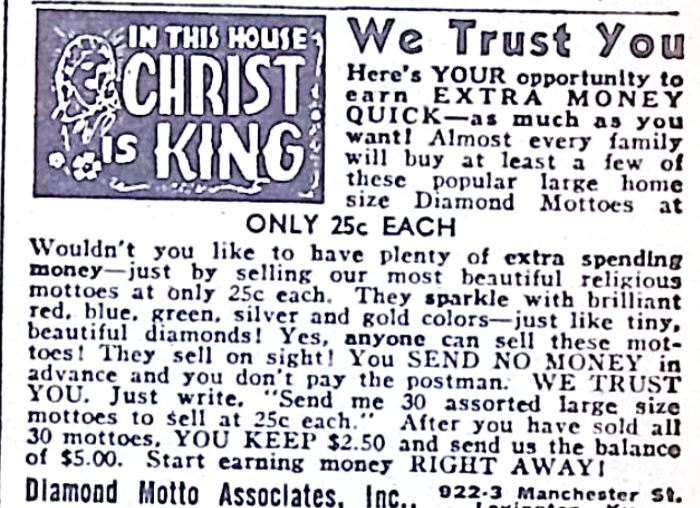 IN THIS HOUSE
CHRIST
is KING
We Trust You
Here's YOUR opportunity to
earn EXTRA MONEY
QUICK—as much as you
want! Almost every family
will buy at least a few of
these popular large home
size Diamond Mottoes at
ONLY 25c EACH
Wouldn't you like to have plenty of extra spending
money—just by selling our most beautiful religious
mottoes at only 25c each. They sparkle with brilliant
red, blue, green, silver and gold colors—just like tiny,
beautiful diamonds! Yes, anyone can sell these mot-
toes! They sell on sight! You SEND NO MONEY in
advance and you don't pay the postman. WE TRUST
YOU. Just write, "Send me 30 assorted large size
mottoes to sell at 25c each." After you have sold all
30 mottoes, YOU KEEP $2.50 and send us the balance
of $5.00. Start earning money RIGHT AWAY!
Diamond Motto Associates, Inc., 922-3 Manchester St.